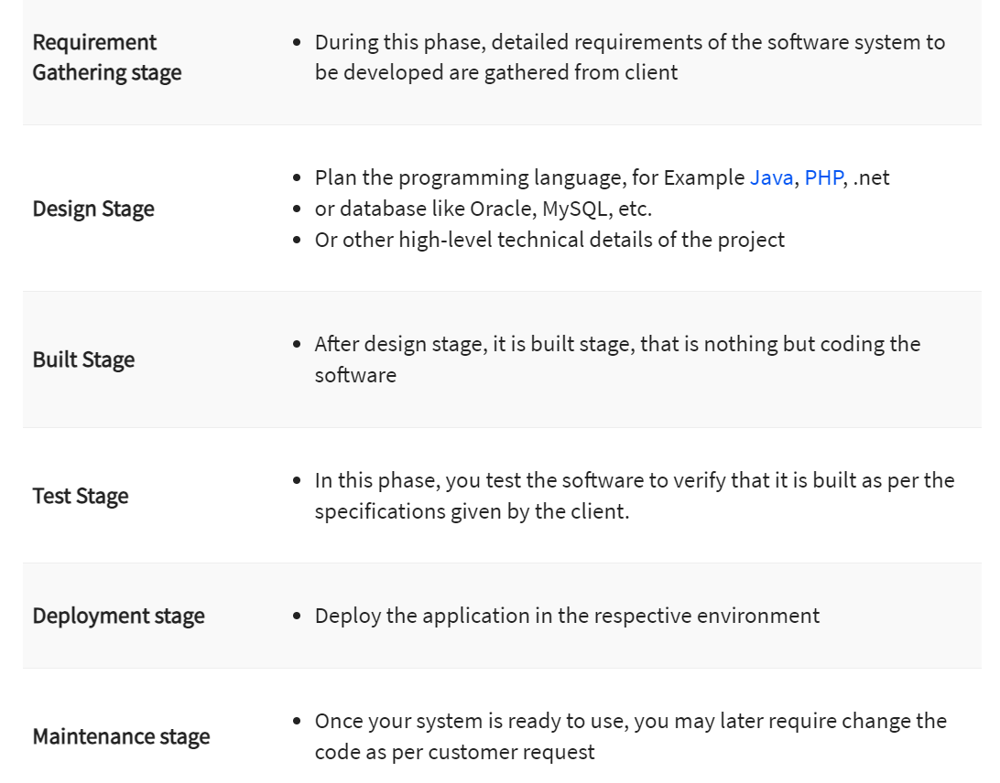 Requirement
Gathering stage
• During this phase, detailed requirements of the software system to
be developed are gathered from client
Design Stage
• Plan the programming language, for Example Java, PHP, .net
• or database like Oracle, MySQL, etc.
• Or other high-level technical details of the project
Built Stage
• After design stage, it is built stage, that is nothing but coding the
software
Test Stage
• In this phase, you test the software to verify that it is built as per the
specifications given by the client.
Deployment stage
• Deploy the application in the respective environment
Maintenance stage
• Once your system is ready to use, you may later require change the
code as per customer request